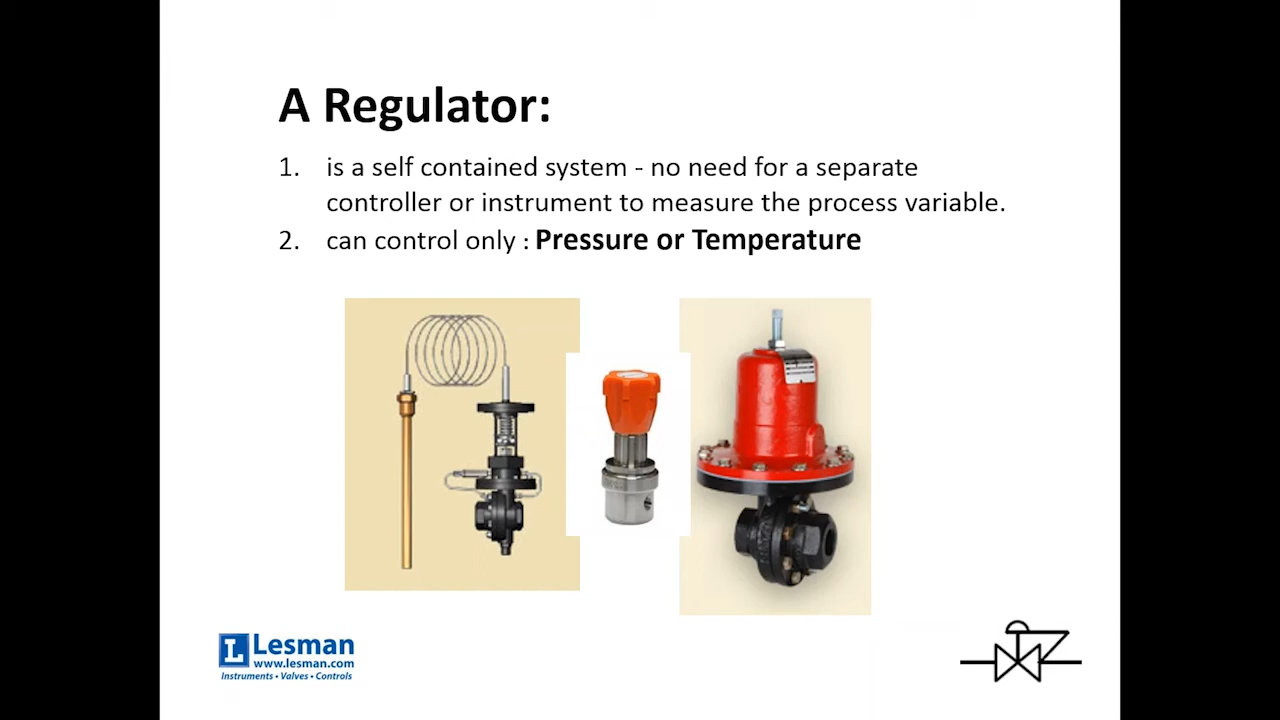 A Regulator:
1. is a self contained system - no need for a separate
controller or instrument to measure the process variable.
2. can control only : Pressure or Temperature
L Lesman
www.lesman.com
Instruments • Valves • Controls